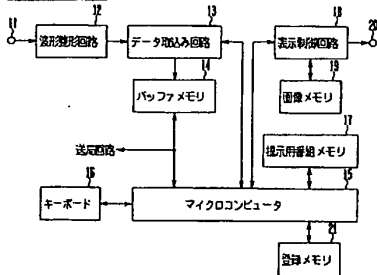 11
12
波形整形回路
13
データ取込み回路
18
表示制御回路
20
14
バッファメモリ
19
画像メモリ
送局回路
17
提示用番組メモリ
16
キーボード
15
マイクロコンピュータ
21
登録メモリ